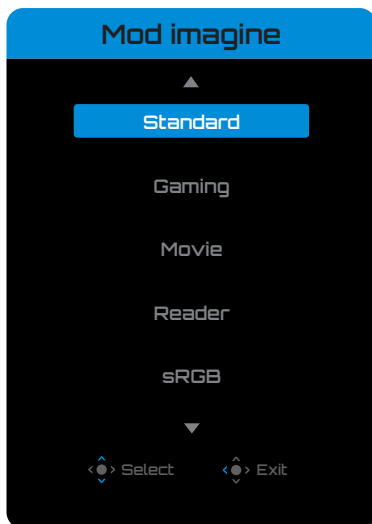 Mod imagine
Standard
Gaming
Movie
Reader
sRGB
Select Exit